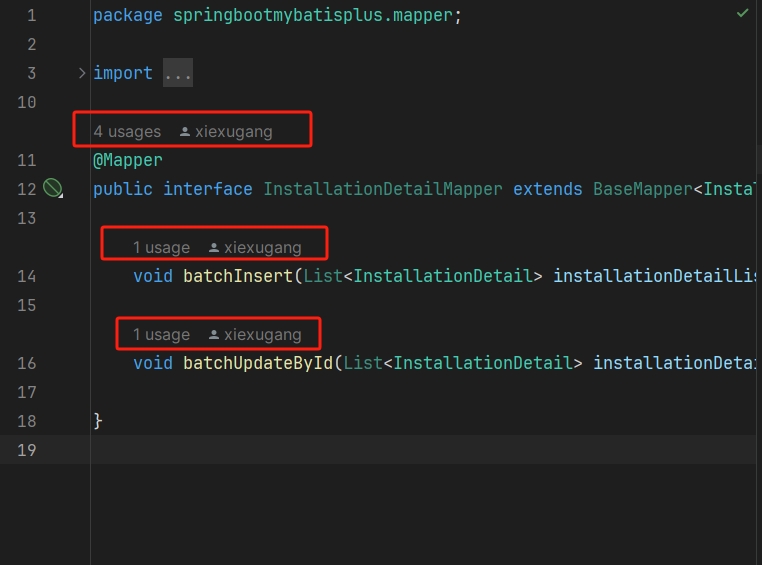 1 package springbootmybatisplus.mapper;
2
3 import ...
10
4 usages xiexugang
11 @Mapper
12 public interface InstallationDetailMapper extends BaseMapper<Instal
13
1 usage xiexugang
14 void batchInsert(List<InstallationDetail> installationDetailLis
15
1 usage xiexugang
16 void batchUpdateById(List<InstallationDetail> installationDetai
17
18 }
19